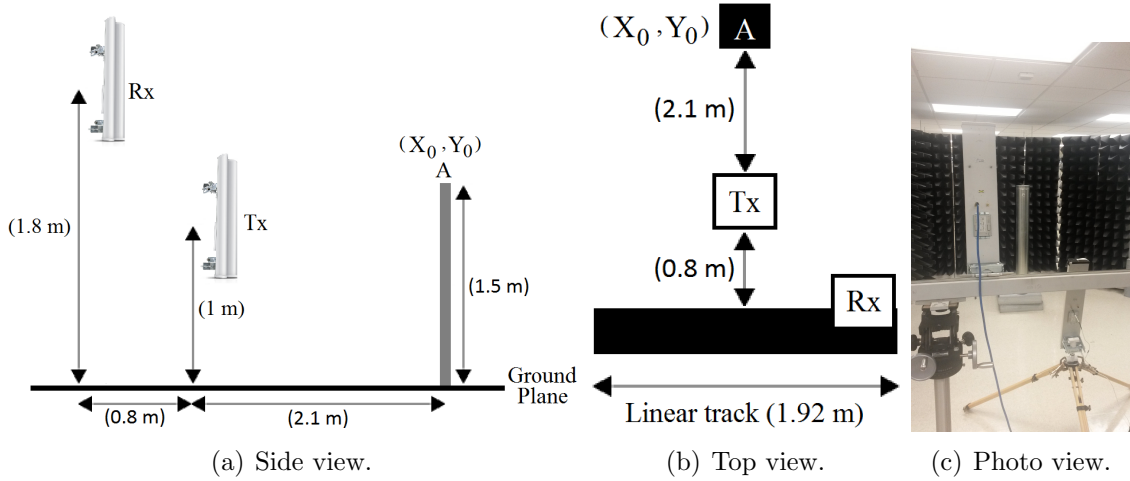 Rx
(X₀,Y₀)
A
Tx
(1.8 m)
(1 m)
(1.5 m)
Ground
Plane
(0.8 m)
(2.1 m)
(a) Side view.
(X₀,Y₀)
A
(2.1 m)
Tx
(0.8 m)
Rx
Linear track (1.92 m)
(b) Top view.
(c) Photo view.